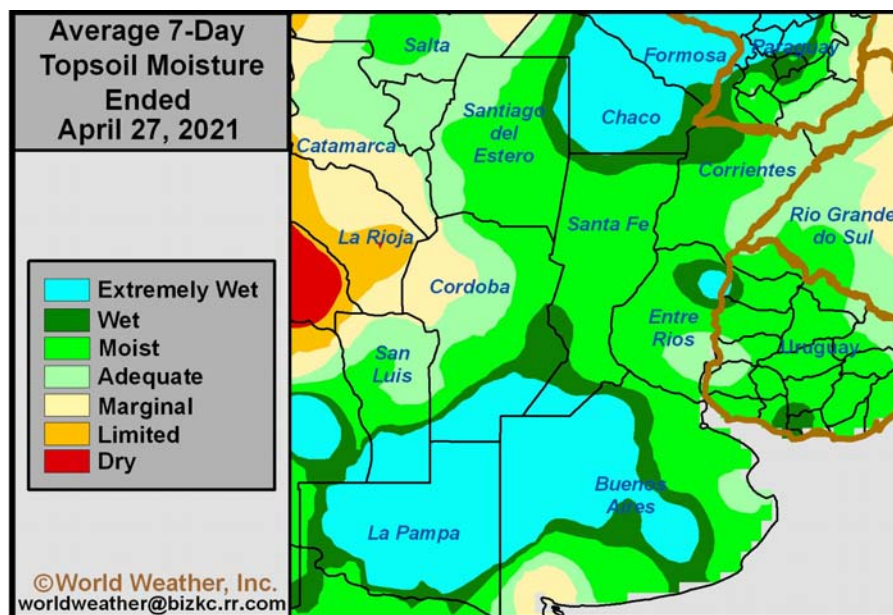 Average 7-Day
Topsoil Moisture
Ended
April 27, 2021
Extremely Wet
Wet
Moist
Adequate
Marginal
Limited
Dry
©World Weather, Inc.
worldweather@bizkc.rr.com
Salta
Formosa
Paraguay
Santiago
del
Estero
Chaco
Catamarca
Corrientes
La Rioja
Santa Fe
Rio Grande
do Sul
Cordoba
Entre
Rios
San
Luis
Uruguay
Buenos
Aires
La Pampa